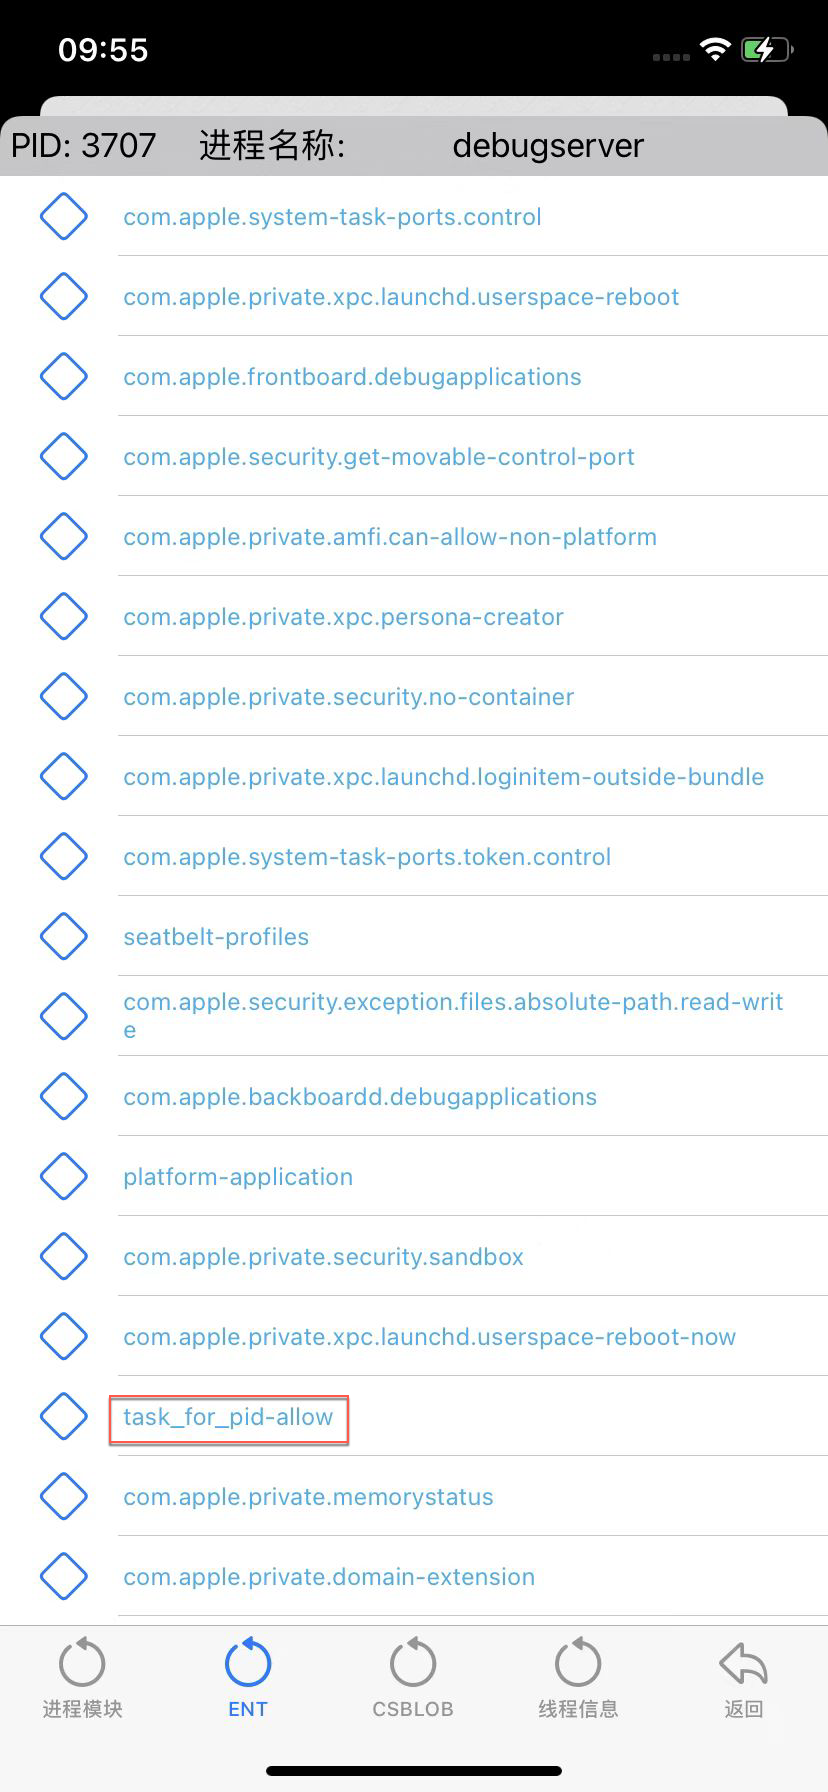 09:55
PID: 3707 进程名称: debugserver
com.apple.system-task-ports.control
com.apple.private.xpc.launchd.userspace-reboot
com.apple.frontboard.debugapplications
com.apple.security.get-movable-control-port
com.apple.private.amfi.can-allow-non-platform
com.apple.private.xpc.persona-creator
com.apple.private.security.no-container
com.apple.private.xpc.launchd.loginitem-outside-bundle
com.apple.system-task-ports.token.control
seatbelt-profiles
com.apple.security.exception.files.absolute-path.read-writ
e
com.apple.backboardd.debugapplications
platform-application
com.apple.private.security.sandbox
com.apple.private.xpc.launchd.userspace-reboot-now
task_for_pid-allow
com.apple.private.memorystatus
com.apple.private.domain-extension
进程模块 ENT CSBLOB 线程信息 返回